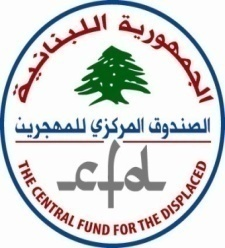 الجمهورية اللبنانية
الصندوق المركزي للمهجرين
cfd
THE CENTRAL FUND FOR THE DISPLACED